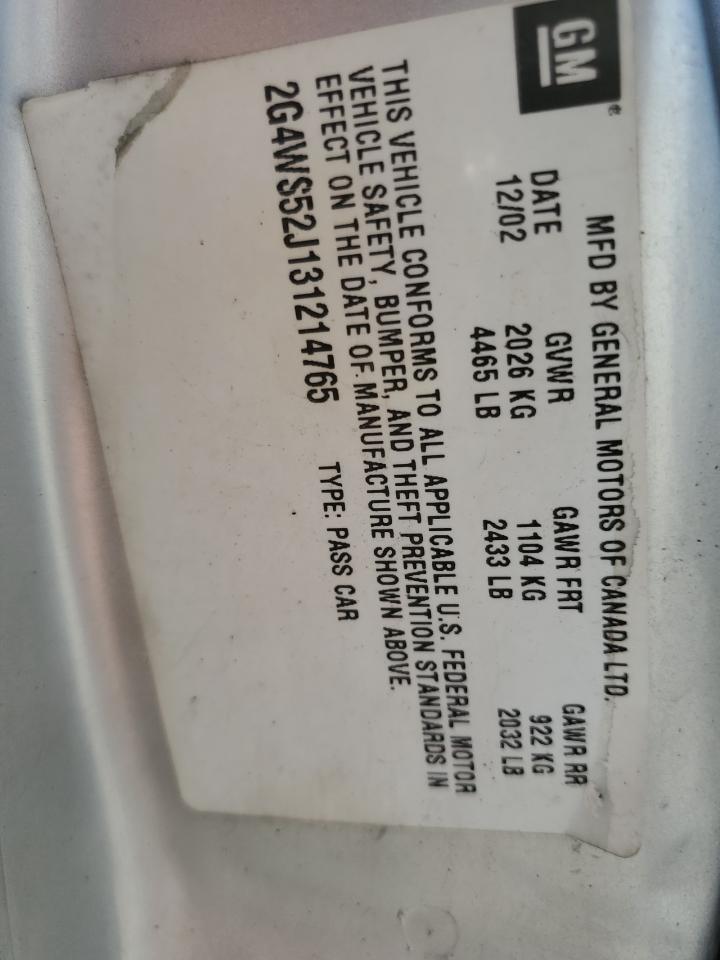 GM®
MFD BY GENERAL MOTORS OF CANADA LTD.
DATE GVWR GAWR FRT GAWR RR
12/02 2026 KG 1104 KG 922 KG
4465 LB 2433 LB 2032 LB
THIS VEHICLE CONFORMS TO ALL APPLICABLE U.S. FEDERAL MOTOR
VEHICLE SAFETY, BUMPER, AND THEFT PREVENTION STANDARDS IN
EFFECT ON THE DATE OF MANUFACTURE SHOWN ABOVE.
2G4WS52J131214765 TYPE: PASS CAR